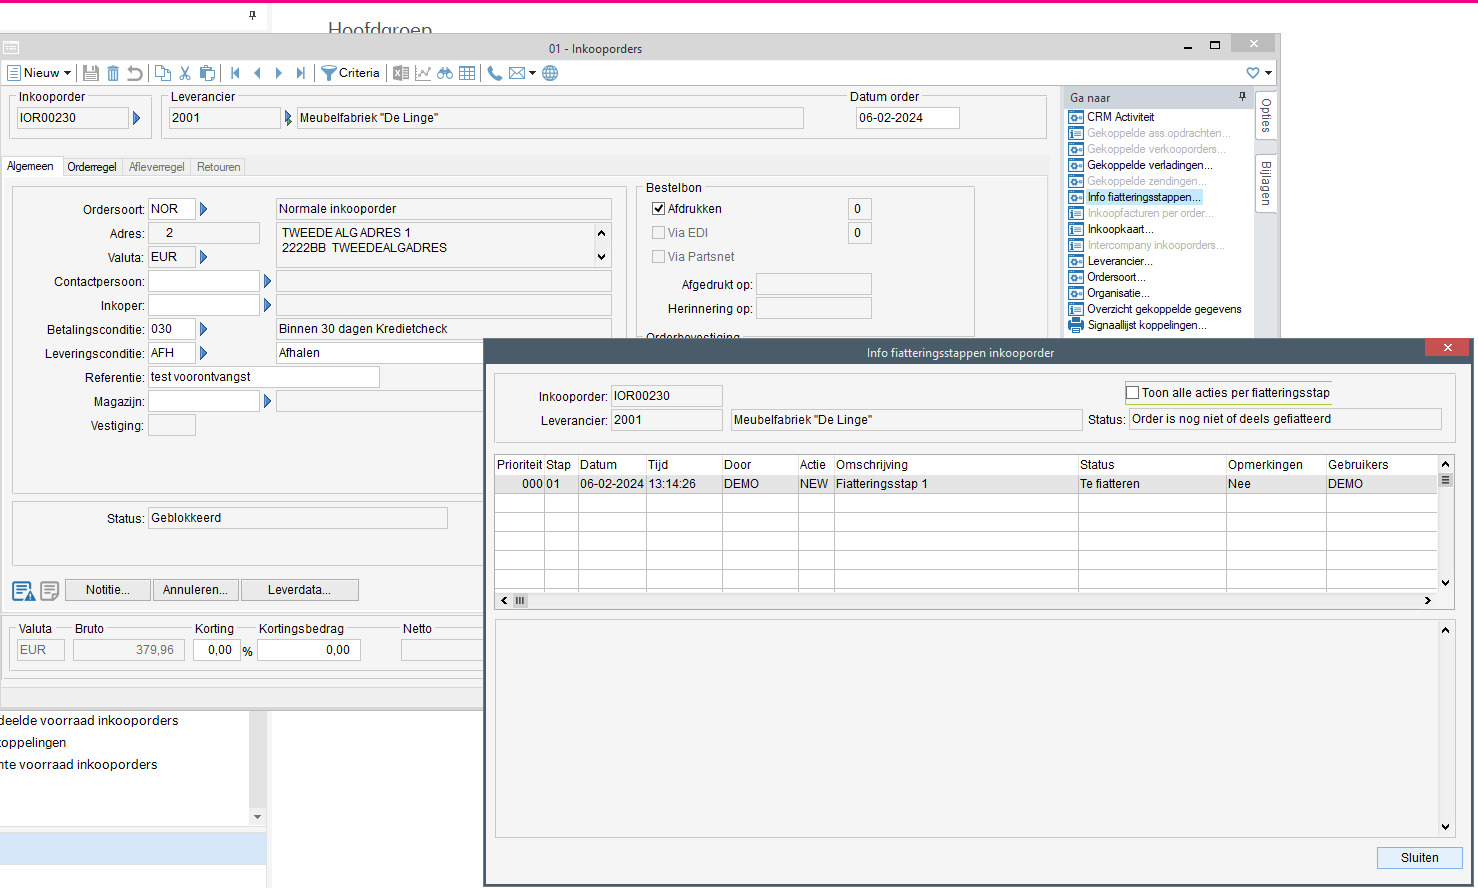 Hoofdgroep
01 - Inkooporders
Nieuw
Criteria
Inkooporder
Leverancier
Datum order
IOR00230
2001
Meubelfabriek "De Linge"
06-02-2024
Algemeen
Orderregel
Afleverregel
Retouren
Ordersoort: NOR
Normale inkooporder
Adres: 2
TWEEDE ALG ADRES 1
2222BB TWEEDEALGADRES
Valuta: EUR
Contactpersoon:
Inkoper:
Betalingsconditie: 030
Binnen 30 dagen Kredietcheck
Leveringsconditie: AFH
Afhalen
Referentie: test voorontvangst
Magazijn:
Vestiging:
Status: Geblokkeerd
Bestelbon
Afdrukken 0
Via EDI 0
Via Partsnet
Afgedrukt op:
Herinnering op:
Orderbevestiging
Notitie...
Annuleren...
Leverdata...
Valuta
Bruto
Korting
Kortingsbedrag
Netto
EUR
379,96
0,00 %
0,00
Ga naar
CRM Activiteit
Gekoppelde ass.opdrachten...
Gekoppelde verkooporders...
Gekoppelde verladingen...
Gekoppelde zendingen...
Info fiatteringsstappen...
Inkoopfacturen per order...
Inkoopkaart...
Intercompany inkooporders...
Leverancier...
Ordersoort...
Organisatie...
Overzicht gekoppelde gegevens
Signaallijst koppelingen...
Opties
Bijlagen
Info fiatteringsstappen inkooporder
Inkooporder: IOR00230
Toon alle acties per fiatteringsstap
Leverancier: 2001
Meubelfabriek "De Linge"
Status: Order is nog niet of deels gefiatteerd
Prioriteit Stap Datum Tijd Door Actie Omschrijving Status Opmerkingen Gebruikers
000 01 06-02-2024 13:14:26 DEMO NEW Fiatteringsstap 1 Te fiatteren Nee DEMO
Sluiten
deelde voorraad inkooporders
koppelingen
nte voorraad inkooporders